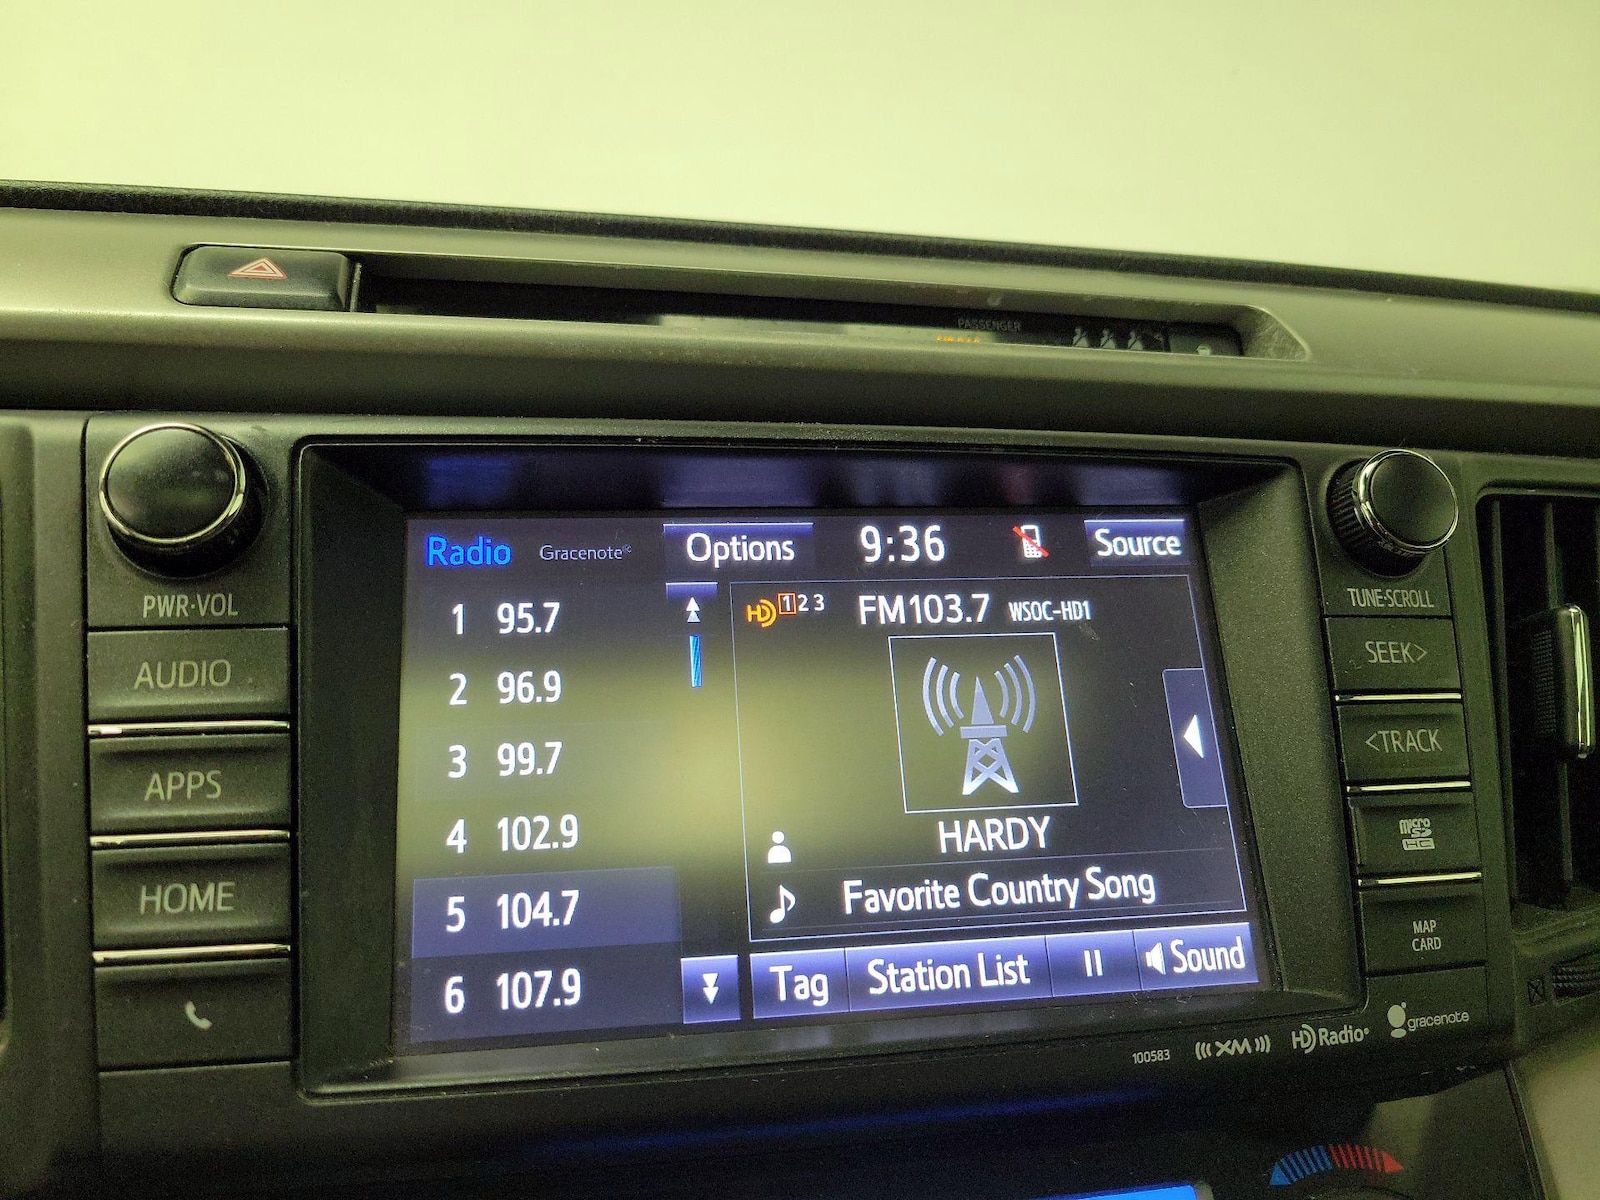 PASSENGER
PWR·VOL
AUDIO
APPS
HOME
Radio Gracenote Options 9:36 Source
1 95.7
2 96.9
3 99.7
4 102.9
5 104.7
6 107.9
HD 1 2 3 FM103.7 WSOC-HD1
HARDY
Favorite Country Song
Tag Station List Sound
TUNE·SCROLL
SEEK>
<TRACK
micro SD HC
MAP
CARD
100583 XM HD Radio gracenote